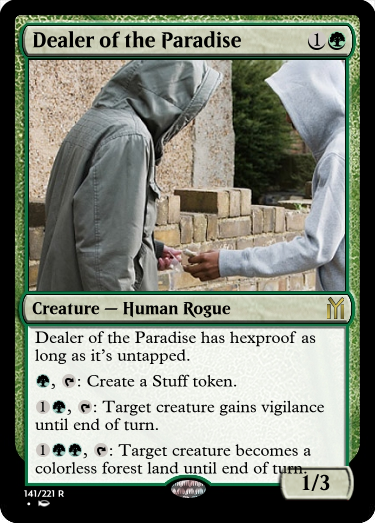 Dealer of the Paradise 1
Creature — Human Rogue
Dealer of the Paradise has hexproof as
long as it's untapped.
, : Create a Stuff token.
1 , : Target creature gains vigilance
until end of turn.
1 , : Target creature becomes a
colorless forest land until end of turn.
1/3
141/221 R